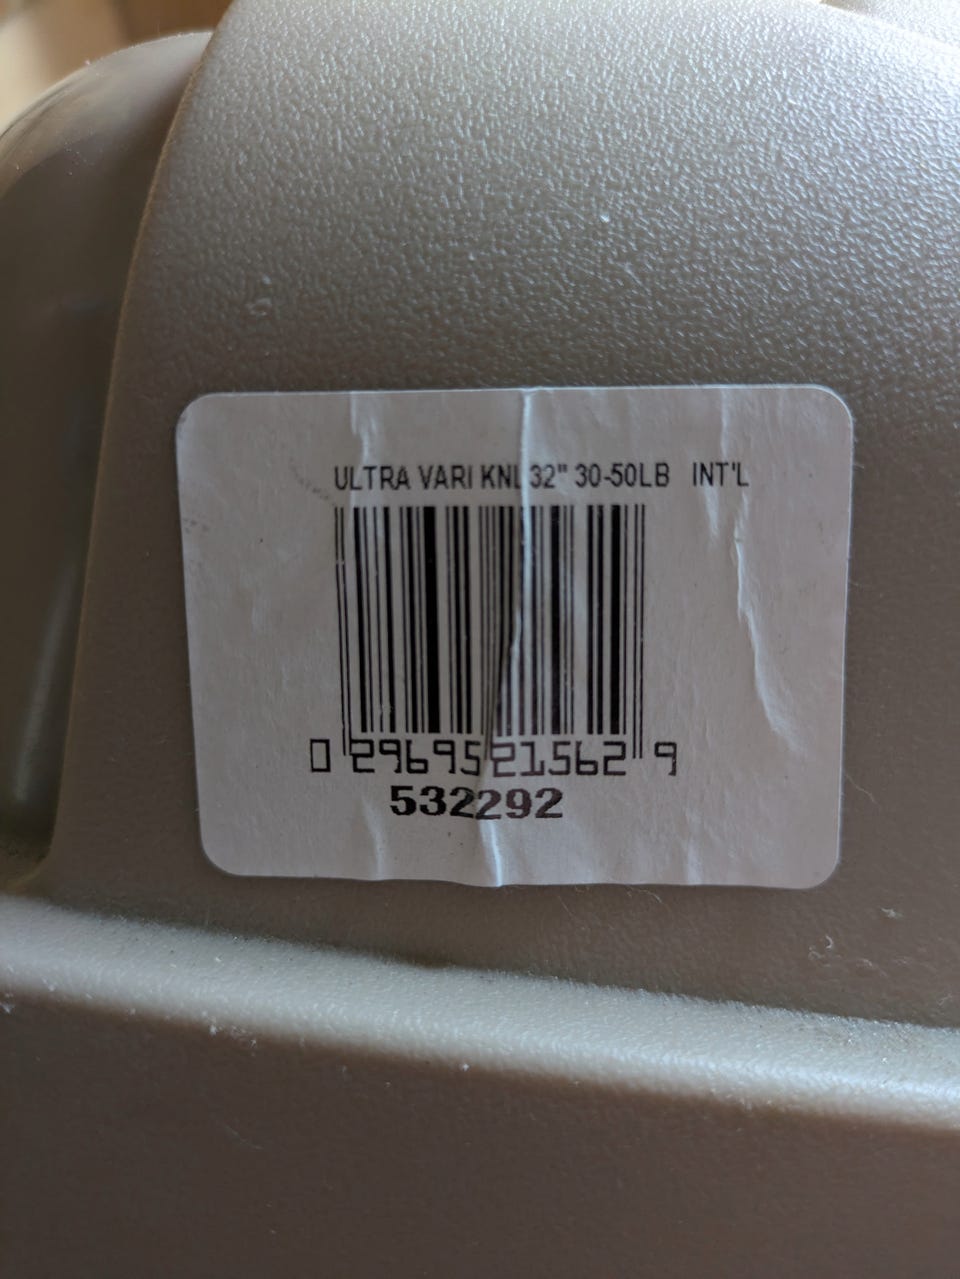 ULTRA VARI KNL 32" 30-50LB INT'L
0 29695 21562 9
532292